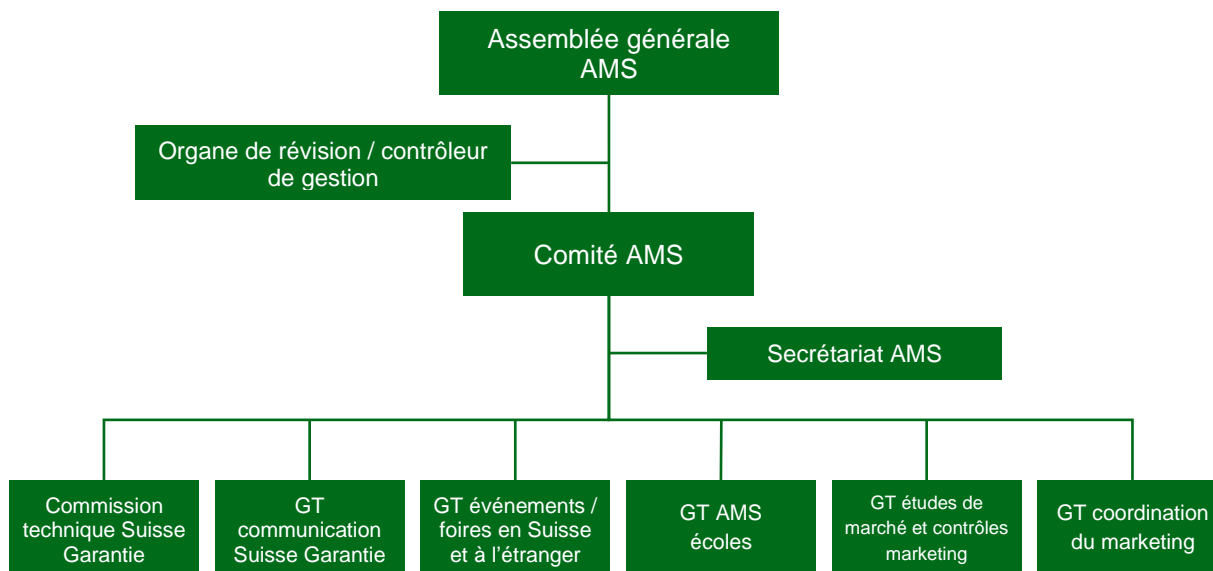 Assemblée générale
AMS
Organe de révision / contrôleur
de gestion
Comité AMS
Secrétariat AMS
Commission
technique Suisse
Garantie
GT
communication
Suisse Garantie
GT événements /
foires en Suisse
et à l'étranger
GT AMS
écoles
GT études de
marché et contrôles
marketing
GT coordination
du marketing